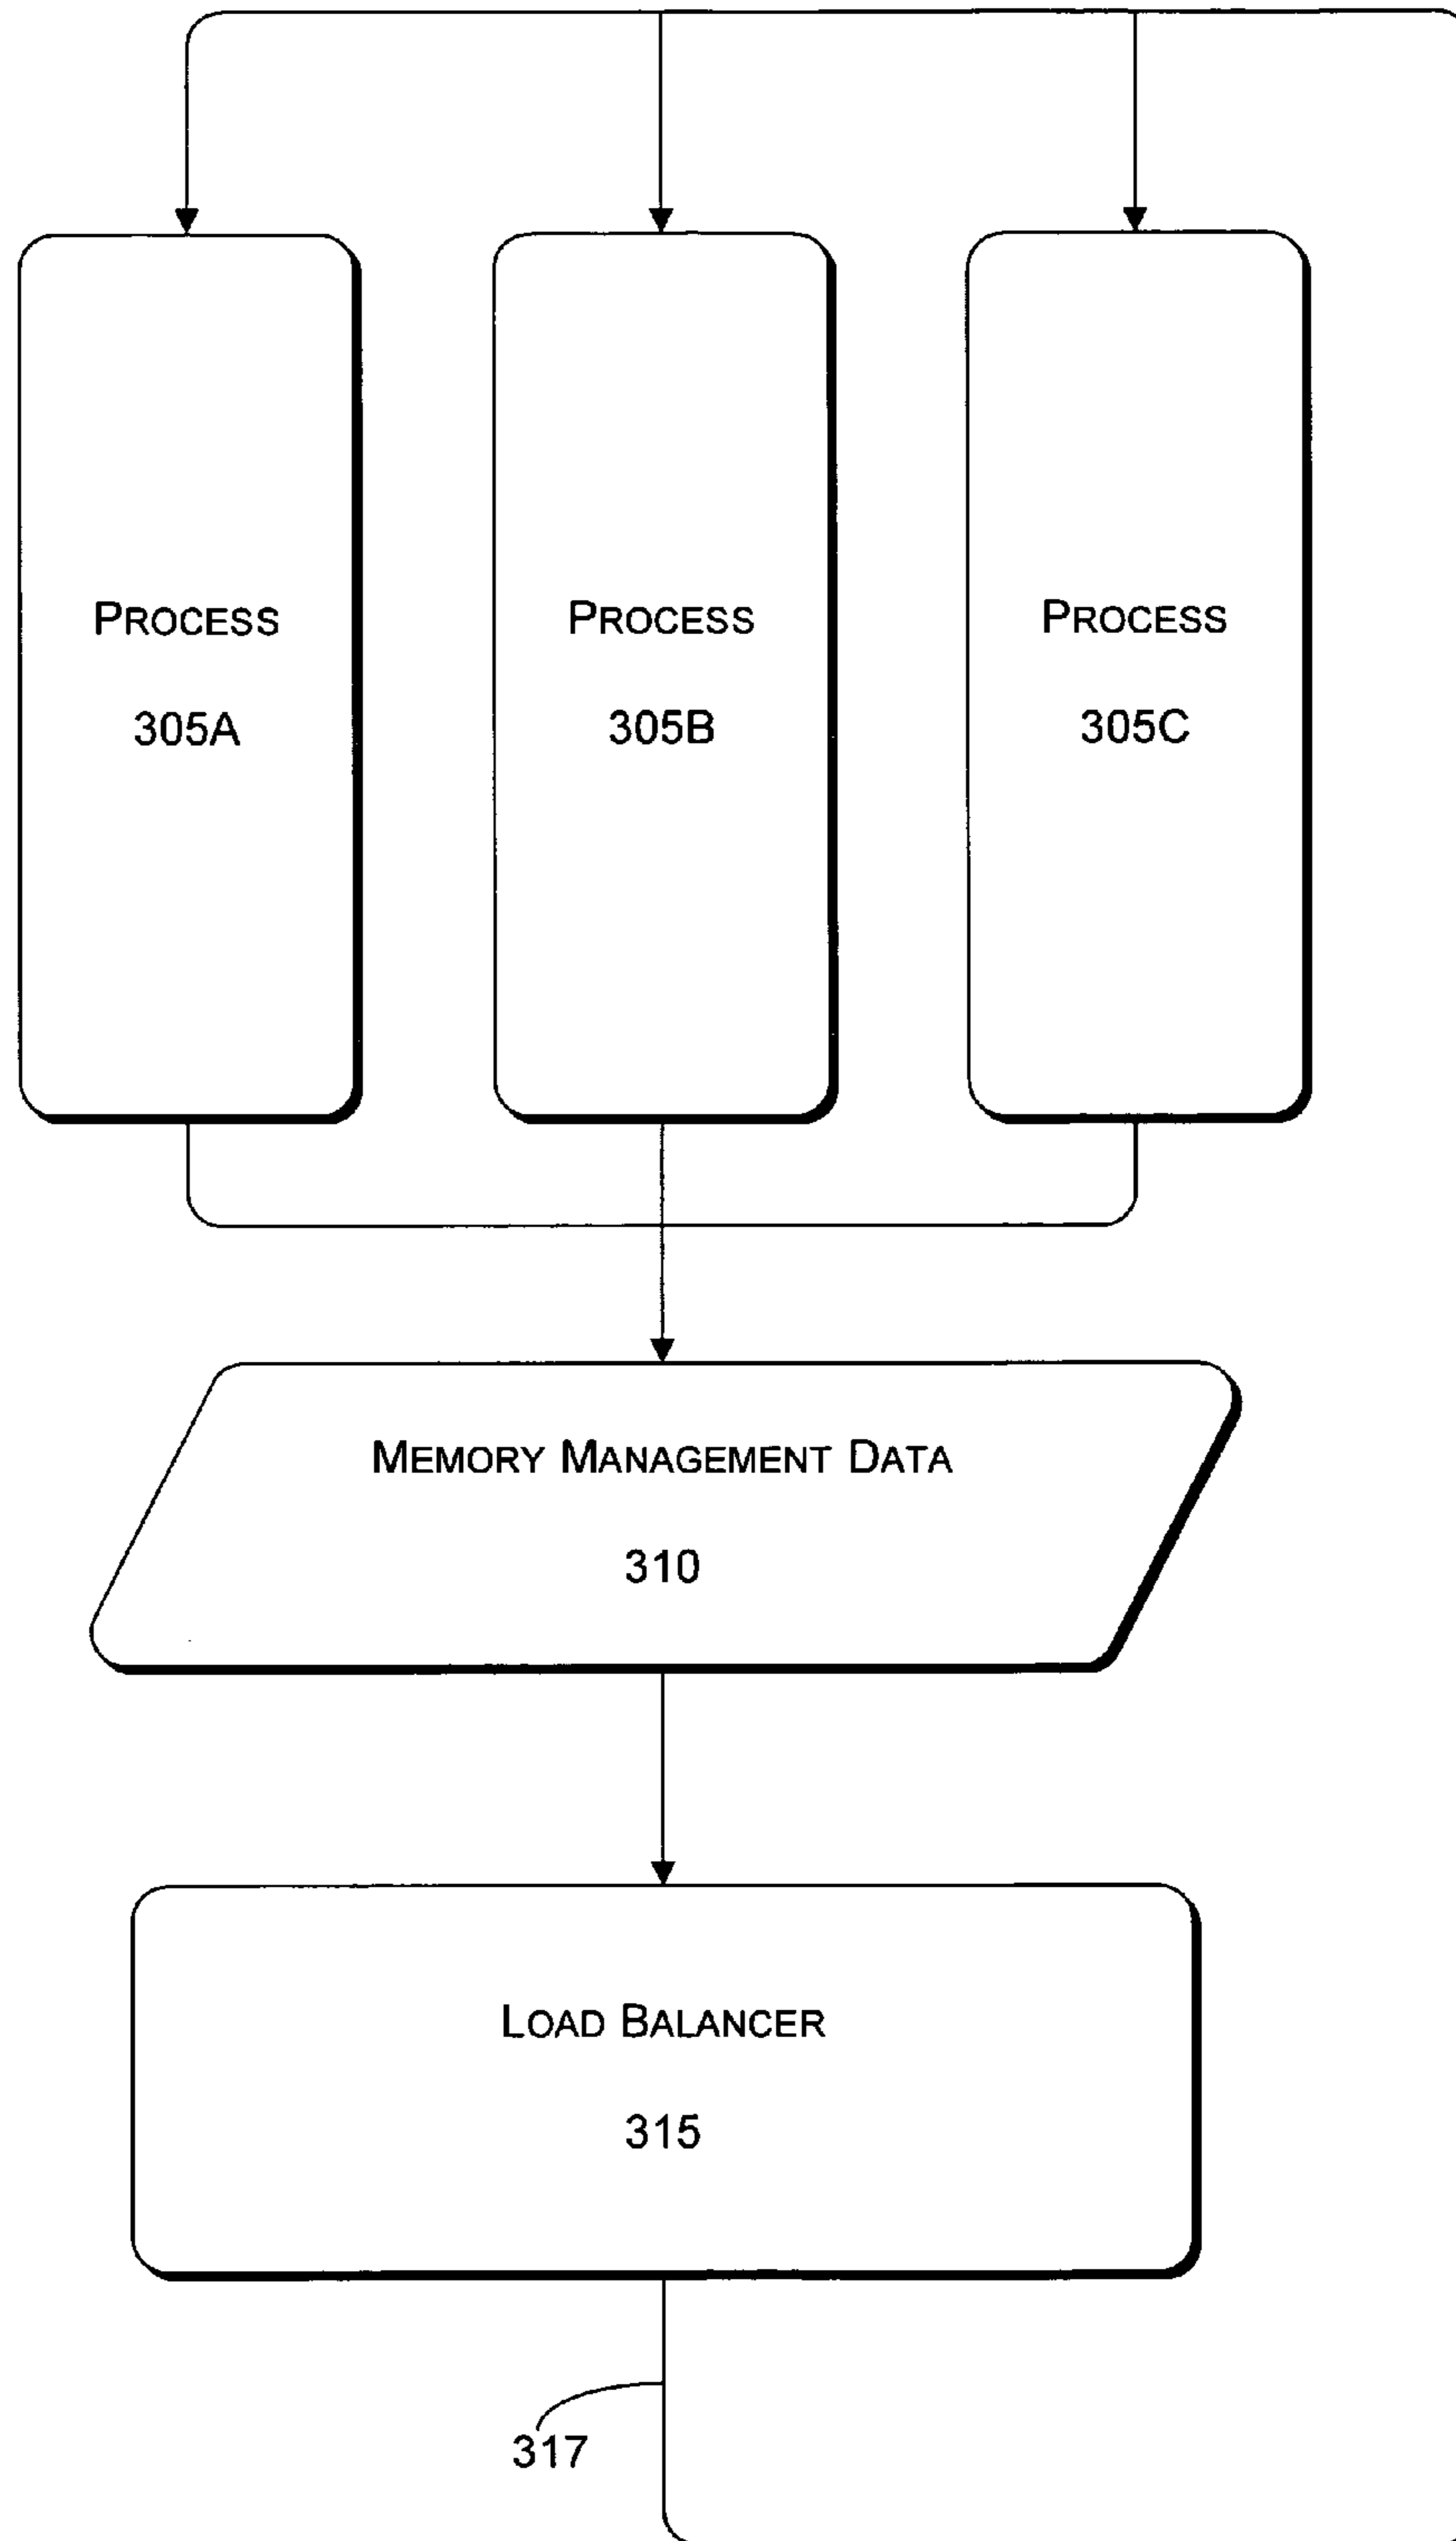 PROCESS
305A
PROCESS
305B
PROCESS
305C
MEMORY MANAGEMENT DATA
310
LOAD BALANCER
315
317